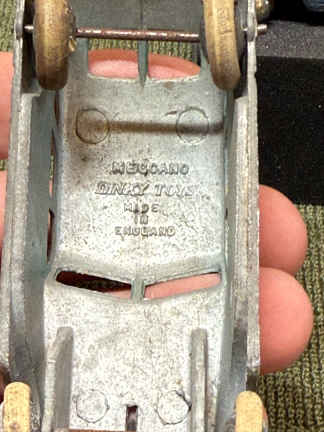 MECCANO
DINKY TOYS
MADE
IN
ENGLAND